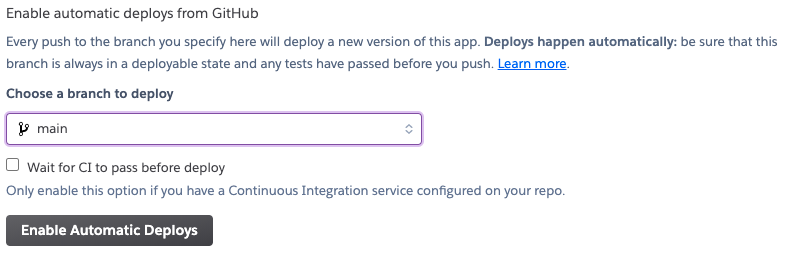 Enable automatic deploys from GitHub
Every push to the branch you specify here will deploy a new version of this app. Deploys happen automatically: be sure that this
branch is always in a deployable state and any tests have passed before you push. Learn more.
Choose a branch to deploy
main
Wait for CI to pass before deploy
Only enable this option if you have a Continuous Integration service configured on your repo.
Enable Automatic Deploys